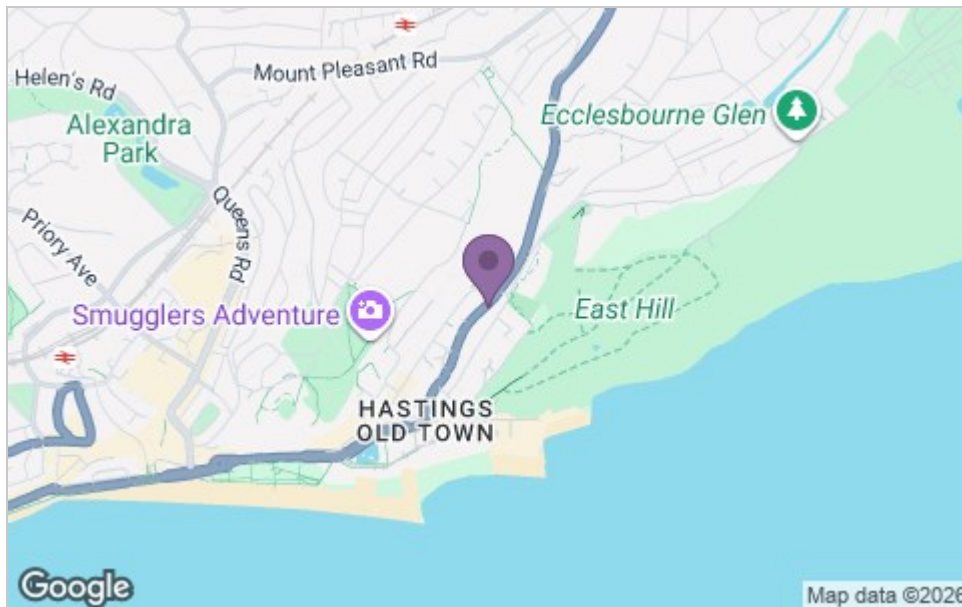 Mount Pleasant Rd
Helen's Rd
Ecclesbourne Glen
Alexandra
Park
Queens Rd
Priory Ave
Smugglers Adventure
East Hill
HASTINGS
OLD TOWN
Google
Map data ©2026